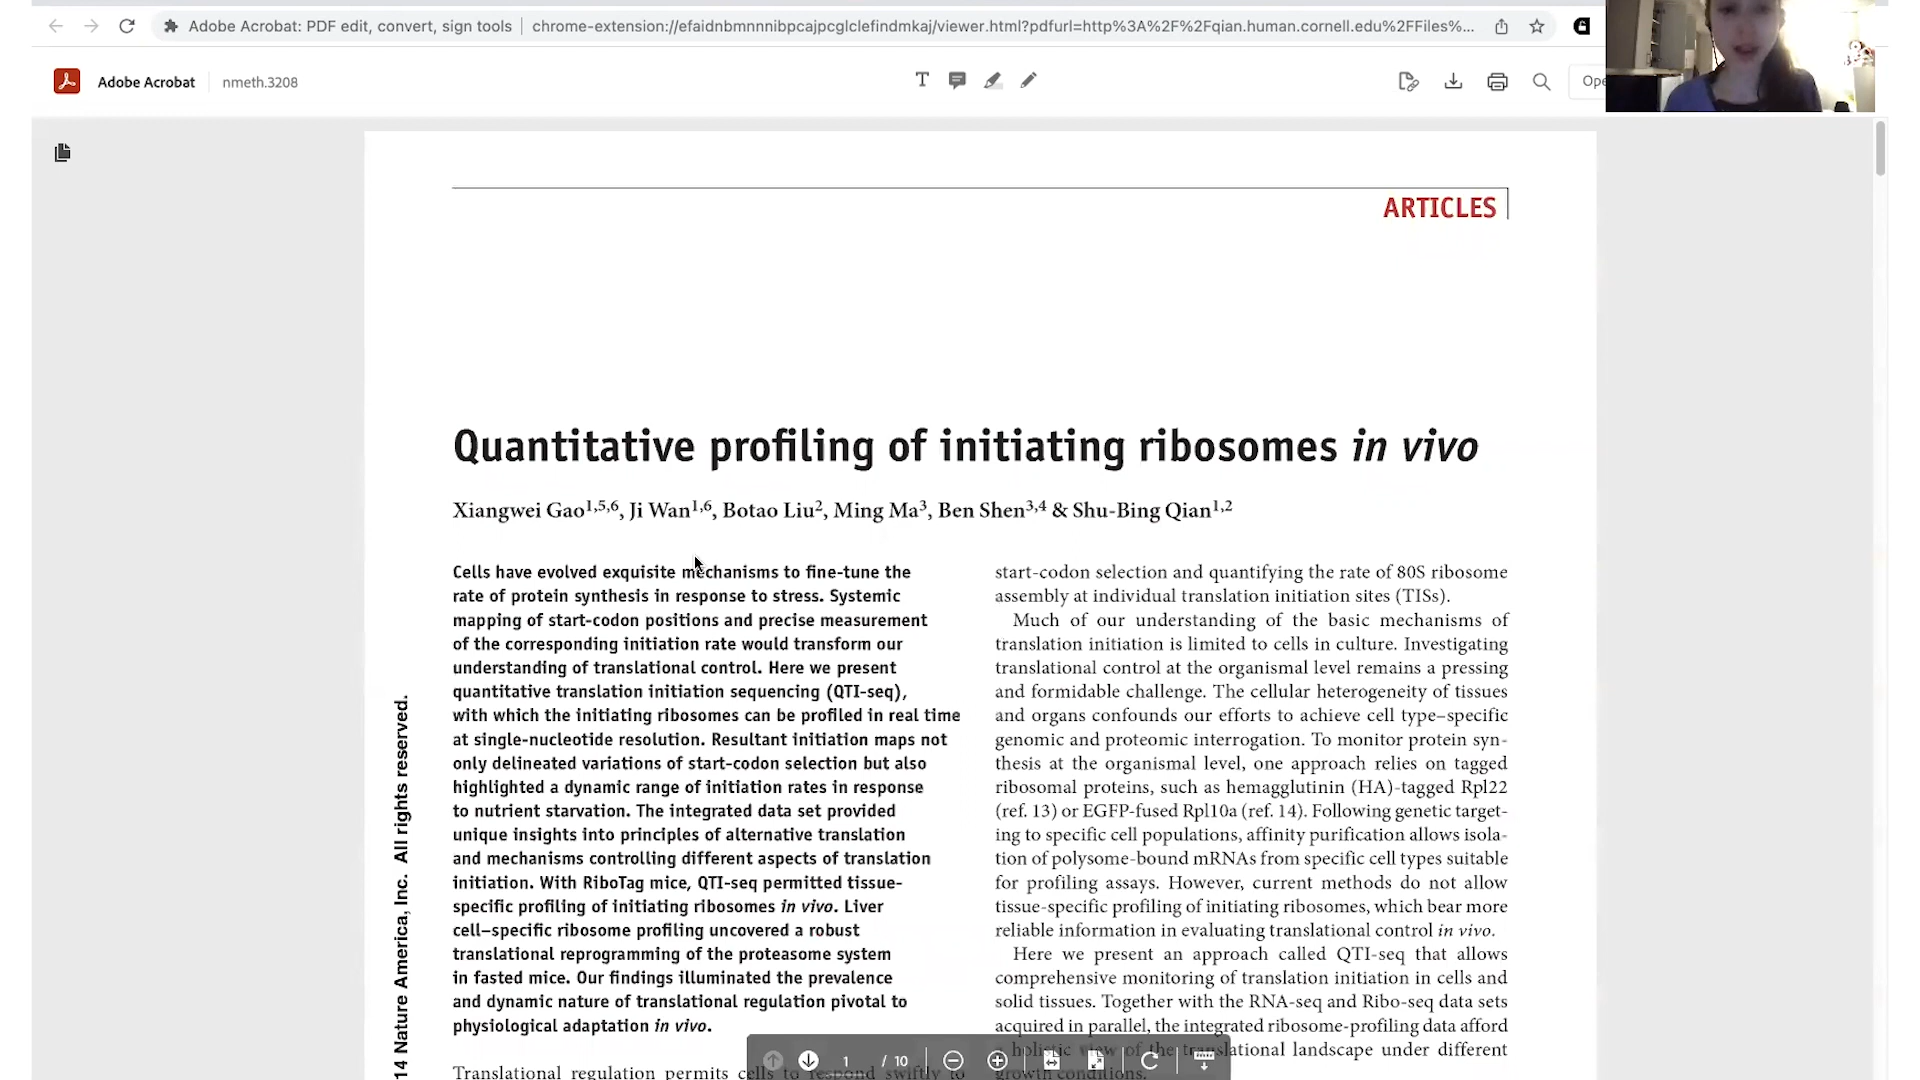 Adobe Acrobat: PDF edit, convert, sign tools | chrome-extension://efaidnbmnnnibpcajpcglclefindmkaj/viewer.html?pdfurl=http%3A%2F%2Fqian.human.cornell.edu%2FFiles%...
Adobe Acrobat nmeth.3208
Ope
ARTICLES
Quantitative profiling of initiating ribosomes in vivo
Xiangwei Gao1,5,6, Ji Wan1,6, Botao Liu2, Ming Ma3, Ben Shen3,4 & Shu-Bing Qian1,2
Cells have evolved exquisite mechanisms to fine-tune the
rate of protein synthesis in response to stress. Systemic
mapping of start-codon positions and precise measurement
of the corresponding initiation rate would transform our
understanding of translational control. Here we present
quantitative translation initiation sequencing (QTI-seq),
with which the initiating ribosomes can be profiled in real time
at single-nucleotide resolution. Resultant initiation maps not
only delineated variations of start-codon selection but also
highlighted a dynamic range of initiation rates in response
to nutrient starvation. The integrated data set provided
unique insights into principles of alternative translation
and mechanisms controlling different aspects of translation
initiation. With RiboTag mice, QTI-seq permitted tissue-
specific profiling of initiating ribosomes in vivo. Liver
cell–specific ribosome profiling uncovered a robust
translational reprogramming of the proteasome system
in fasted mice. Our findings illuminated the prevalence
and dynamic nature of translational regulation pivotal to
physiological adaptation in vivo.
Translational regulation permits cells to respond swiftly to
start-codon selection and quantifying the rate of 80S ribosome
assembly at individual translation initiation sites (TISs).
Much of our understanding of the basic mechanisms of
translation initiation is limited to cells in culture. Investigating
translational control at the organismal level remains a pressing
and formidable challenge. The cellular heterogeneity of tissues
and organs confounds our efforts to achieve cell type–specific
genomic and proteomic interrogation. To monitor protein syn-
thesis at the organismal level, one approach relies on tagged
ribosomal proteins, such as hemagglutinin (HA)-tagged Rpl22
(ref. 13) or EGFP-fused Rpl10a (ref. 14). Following genetic target-
ing to specific cell populations, affinity purification allows isola-
tion of polysome-bound mRNAs from specific cell types suitable
for profiling assays. However, current methods do not allow
tissue-specific profiling of initiating ribosomes, which bear more
reliable information in evaluating translational control in vivo.
Here we present an approach called QTI-seq that allows
comprehensive monitoring of translation initiation in cells and
solid tissues. Together with the RNA-seq and Ribo-seq data sets
acquired in parallel, the integrated ribosome-profiling data afford
a holistic view of the translational landscape under different
growth conditions.
14 Nature America, Inc. All rights reserved.
1 / 10